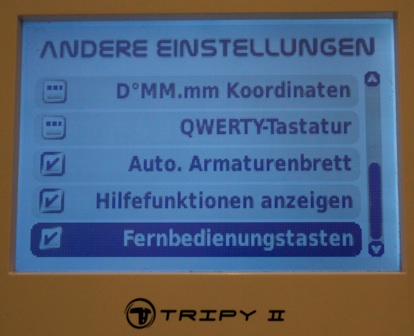 ANDERE EINSTELLUNGEN
D°MM.mm Koordinaten
QWERTY-Tastatur
Auto. Armaturenbrett
Hilfefunktionen anzeigen
Fernbedienungstasten
TRIPY II